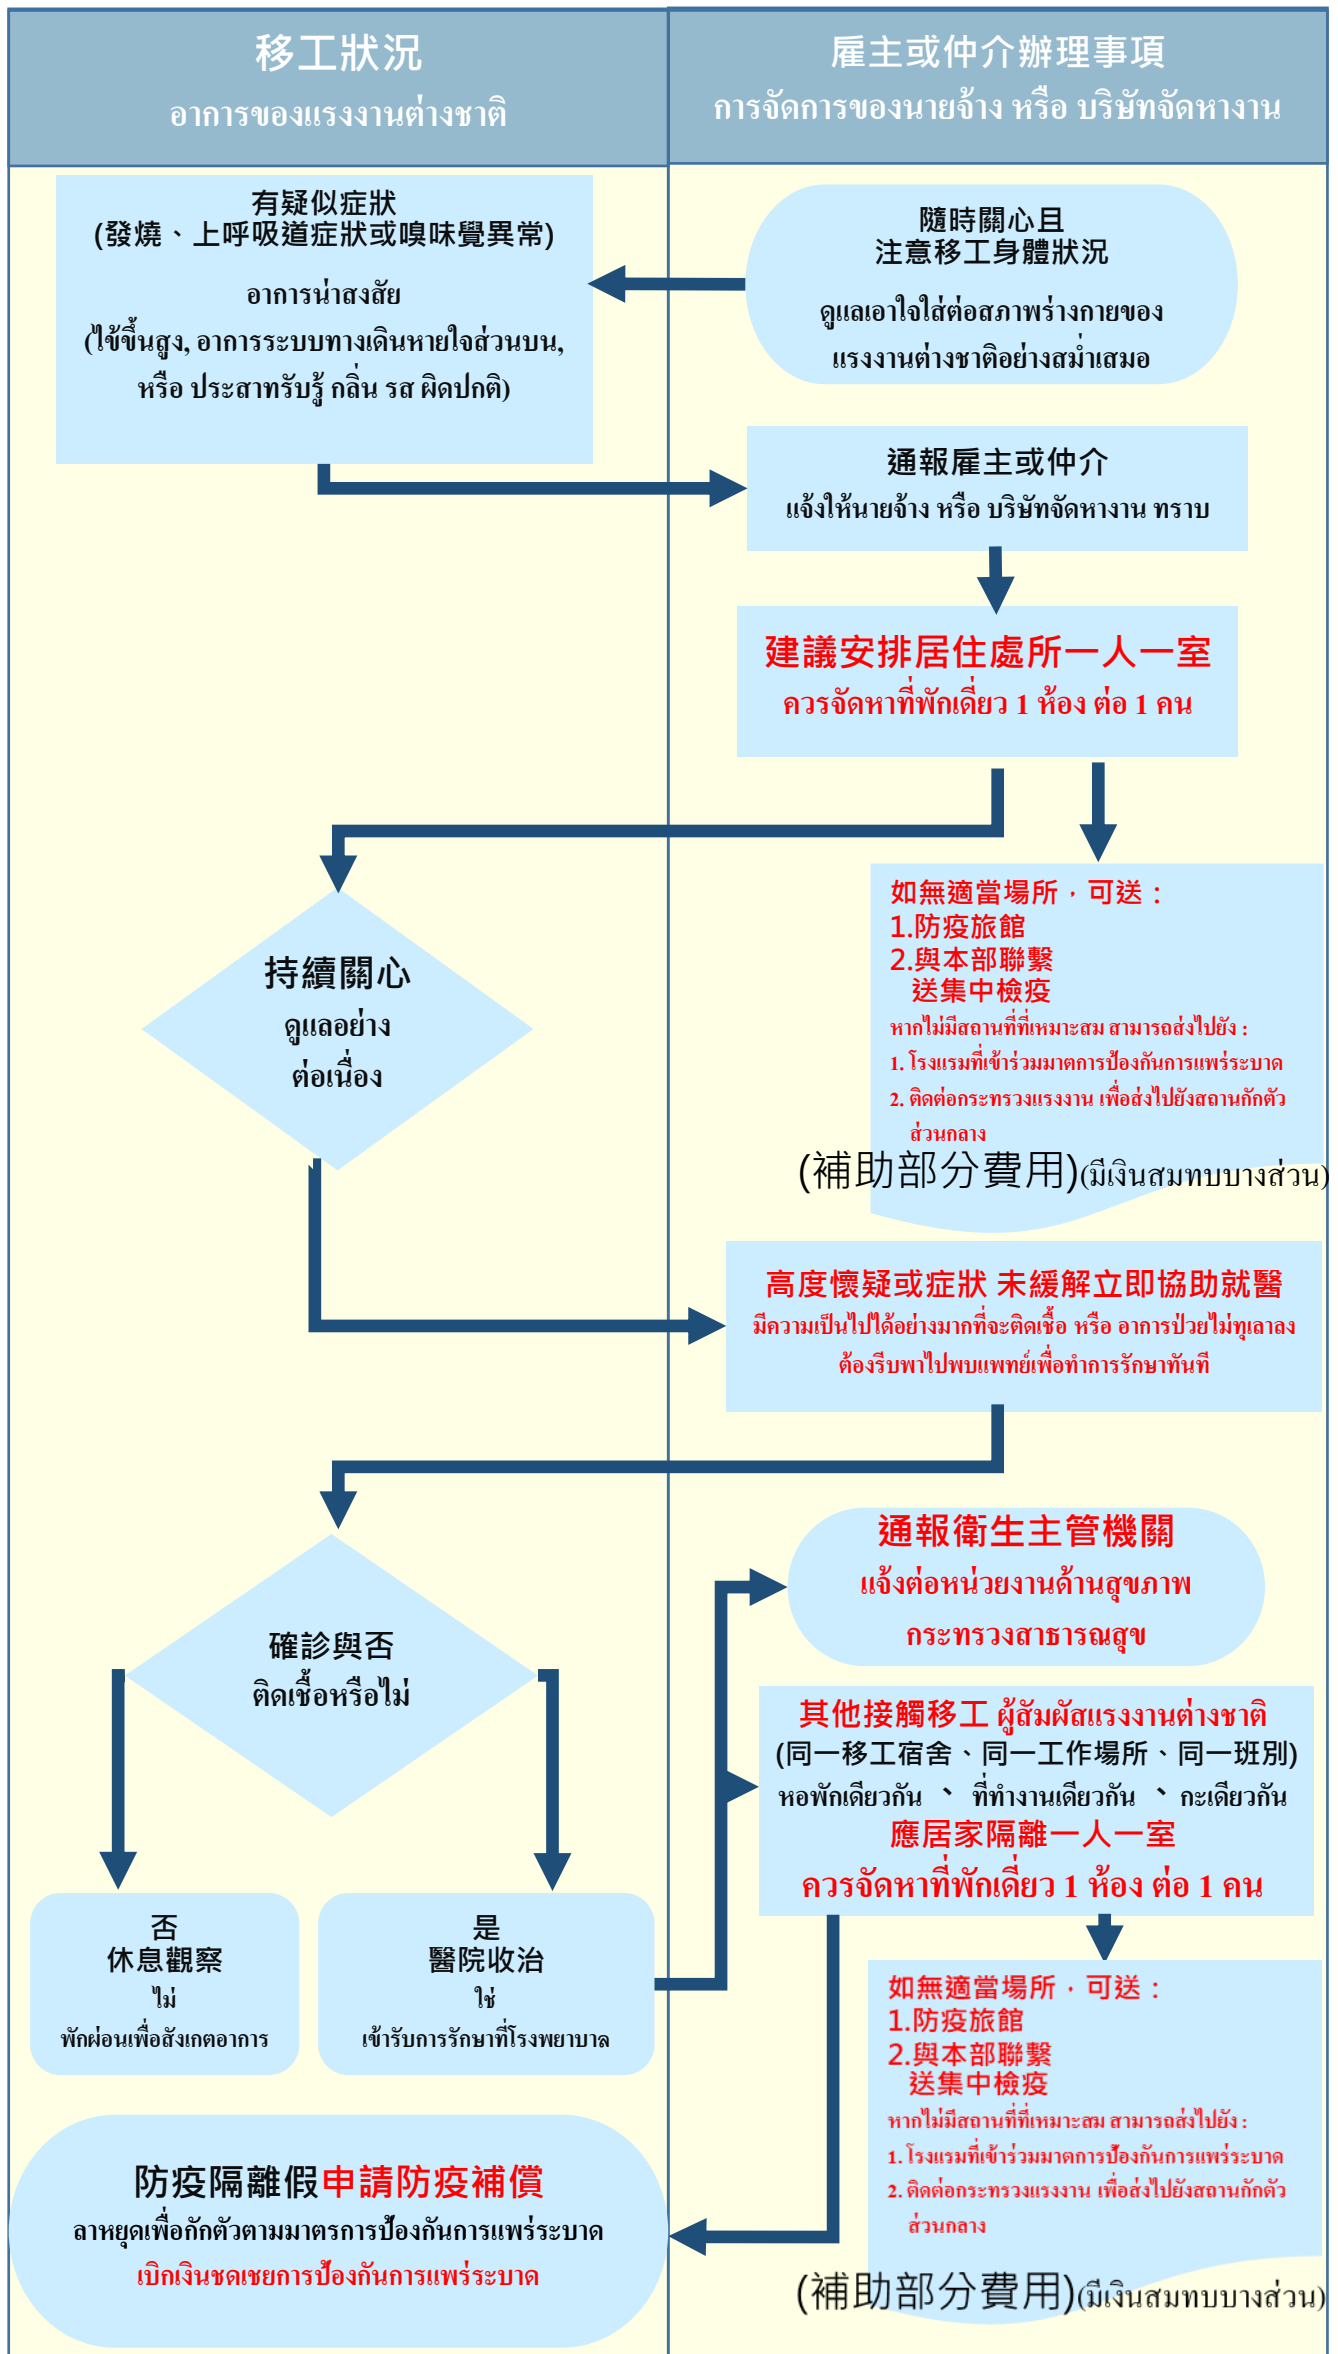 移工狀況
อาการของแรงงานต่างชาติ
雇主或仲介辦理事項
การจัดการของนายจ้าง หรือ บริษัทจัดหางาน
有疑似症狀
(發燒、上呼吸道症狀或嗅味覺異常)
อาการน่าสงสัย
(ไข้ขึ้นสูง, อาการระบบทางเดินหายใจส่วนบน,
หรือ ประสาทรับรู้ กลิ่น รส ผิดปกติ)
隨時關心且
注意移工身體狀況
ดูแลเอาใจใส่ต่อสภาพร่างกายของ
แรงงานต่างชาติอย่างสม่ำเสมอ
通報雇主或仲介
แจ้งให้นายจ้าง หรือ บริษัทจัดหางาน ทราบ
建議安排居住處所一人一室
ควรจัดหาที่พักเดี่ยว 1 ห้อง ต่อ 1 คน
持續關心
ดูแลอย่าง
ต่อเนื่อง
如無適當場所，可送：
1.防疫旅館
2.與本部聯繫
送集中檢疫
หากไม่มีสถานที่ที่เหมาะสม สามารถส่งไปยัง :
1. โรงแรมที่เข้าร่วมมาตการป้องกันการแพร่ระบาด
2. ติดต่อกระทรวงแรงงาน เพื่อส่งไปยังสถานกักตัว
ส่วนกลาง
(補助部分費用)(มีเงินสมทบบางส่วน)
高度懷疑或症狀 未緩解立即協助就醫
มีความเป็นไปได้อย่างมากที่จะติดเชื้อ หรือ อาการป่วยไม่ทุเลาลง
ต้องรีบพาไปพบแพทย์เพื่อทำการรักษาทันที
確診與否
ติดเชื้อหรือไม่
通報衛生主管機關
แจ้งต่อหน่วยงานด้านสุขภาพ
กระทรวงสาธารณสุข
其他接觸移工 ผู้สัมผัสแรงงานต่างชาติ
(同一移工宿舍、同一工作場所、同一班別)
หอพักเดียวกัน 、 ที่ทำงานเดียวกัน 、 กะเดียวกัน
應居家隔離一人一室
ควรจัดหาที่พักเดี่ยว 1 ห้อง ต่อ 1 คน
否
休息觀察
ไม่
พักผ่อนเพื่อสังเกตอาการ
是
醫院收治
ใช่
เข้ารับการรักษาที่โรงพยาบาล
如無適當場所，可送：
1.防疫旅館
2.與本部聯繫
送集中檢疫
หากไม่มีสถานที่ที่เหมาะสม สามารถส่งไปยัง :
1. โรงแรมที่เข้าร่วมมาตการป้องกันการแพร่ระบาด
2. ติดต่อกระทรวงแรงงาน เพื่อส่งไปยังสถานกักตัว
ส่วนกลาง
(補助部分費用)(มีเงินสมทบบางส่วน)
防疫隔離假申請防疫補償
ลาหยุดเพื่อกักตัวตามมาตรการป้องกันการแพร่ระบาด
เบิกเงินชดเชยการป้องกันการแพร่ระบาด